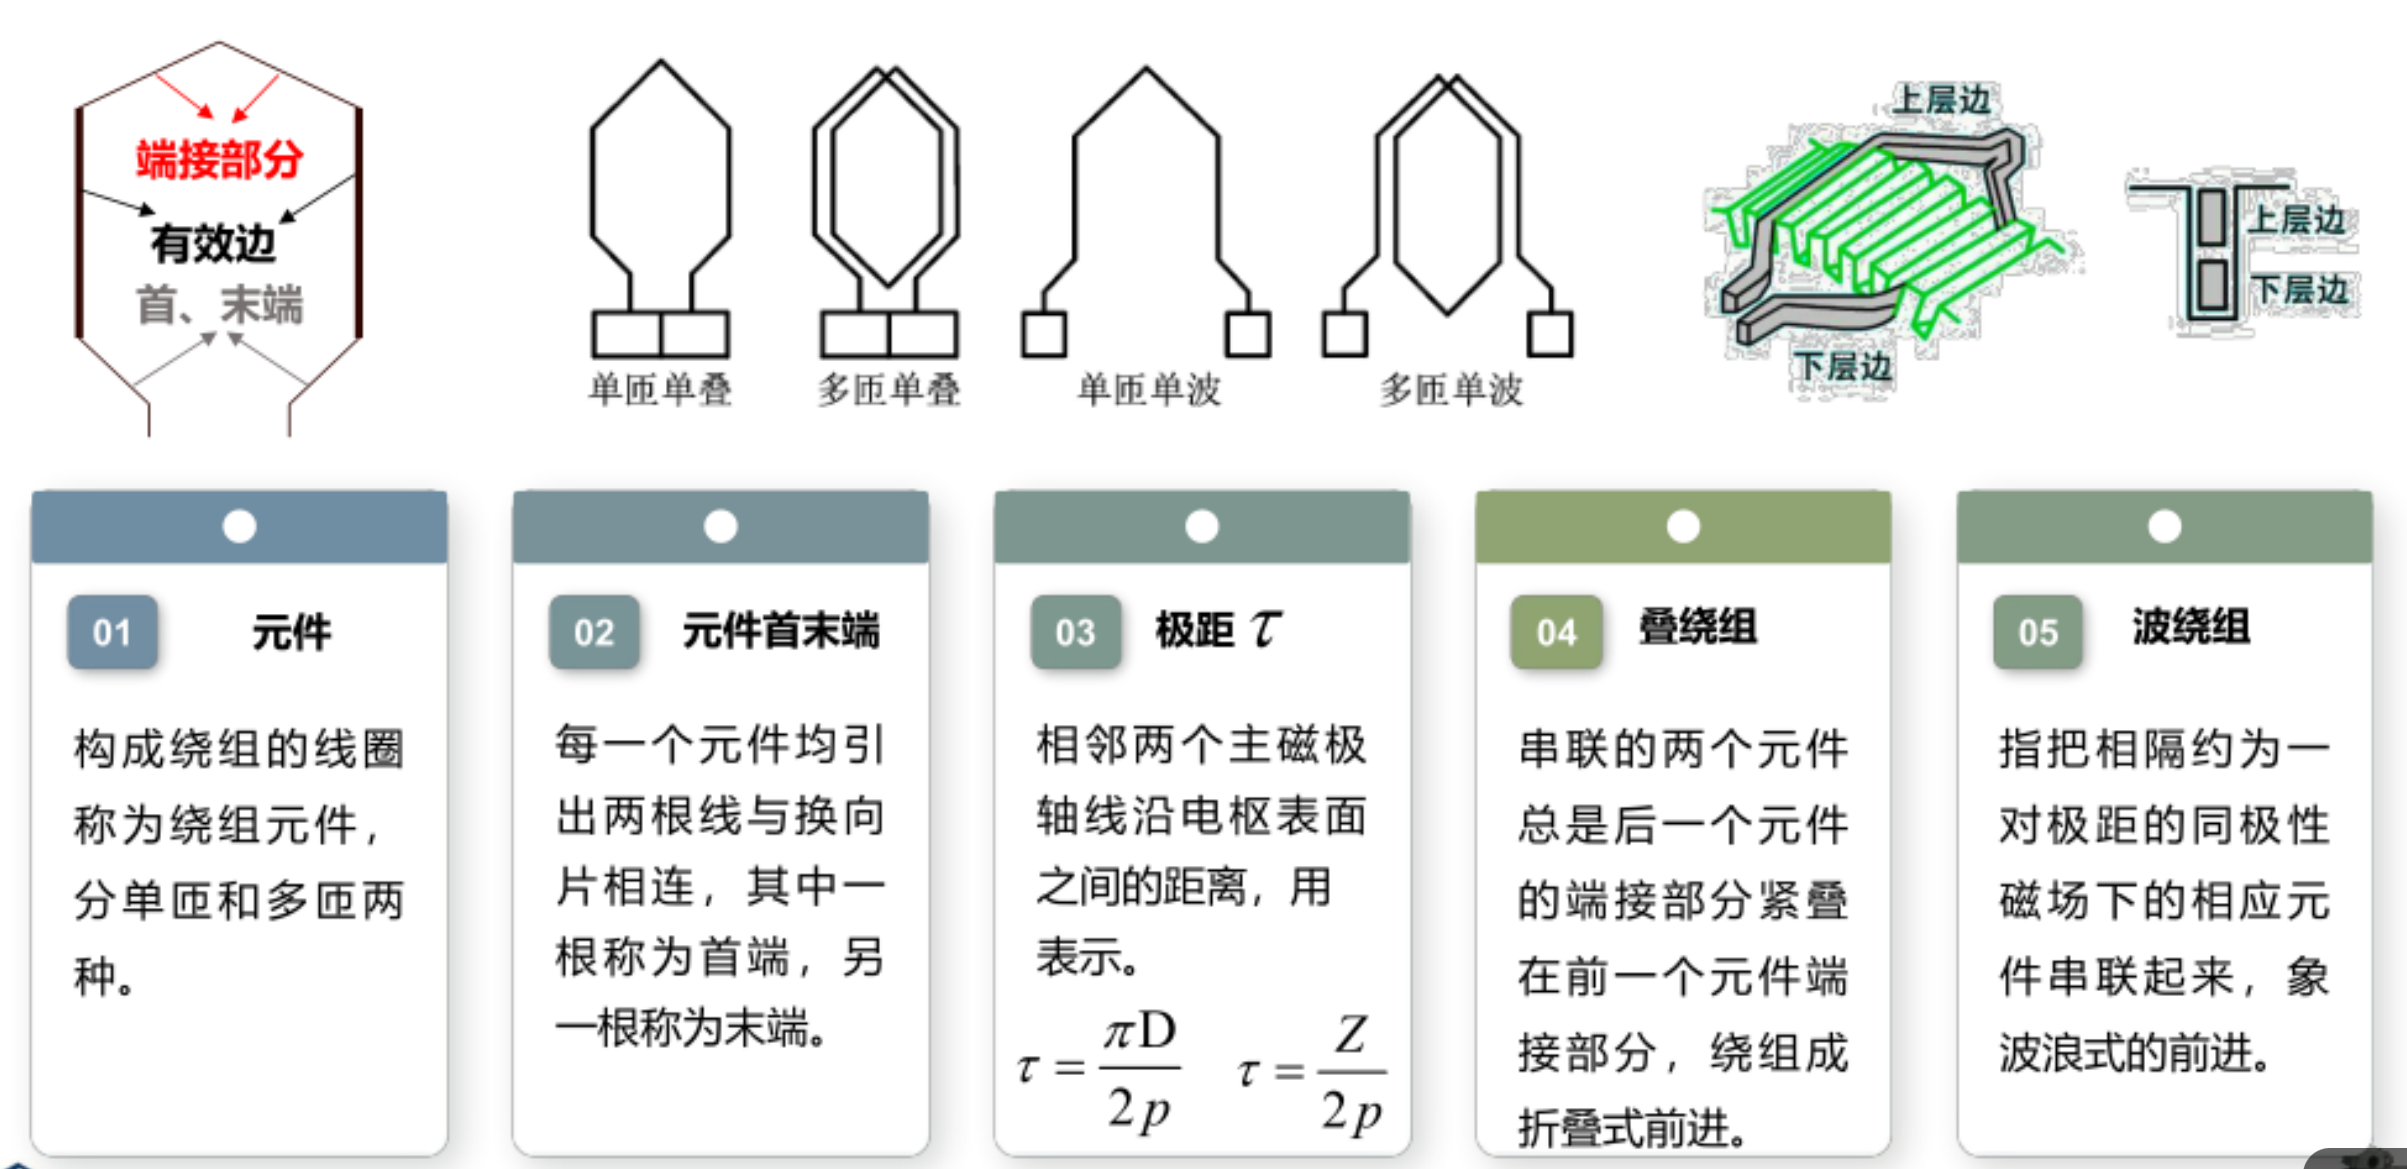 端接部分
有效边
首、末端
单匝单叠
多匝单叠
单匝单波
多匝单波
上层边
下层边
上层边
下层边
01 元件
构成绕组的线圈
称为绕组元件，
分单匝和多匝两
种。
02 元件首末端
每一个元件均引
出两根线与换向
片相连，其中一
根称为首端，另
一根称为末端。
03 极距 τ
相邻两个主磁极
轴线沿电枢表面
之间的距离，用
表示。
τ = πD / 2p  τ = Z / 2p
04 叠绕组
串联的两个元件
总是后一个元件
的端接部分紧叠
在前一个元件端
接部分，绕组成
折叠式前进。
05 波绕组
指把相隔约为一
对极距的同极性
磁场下的相应元
件串联起来，象
波浪式的前进。